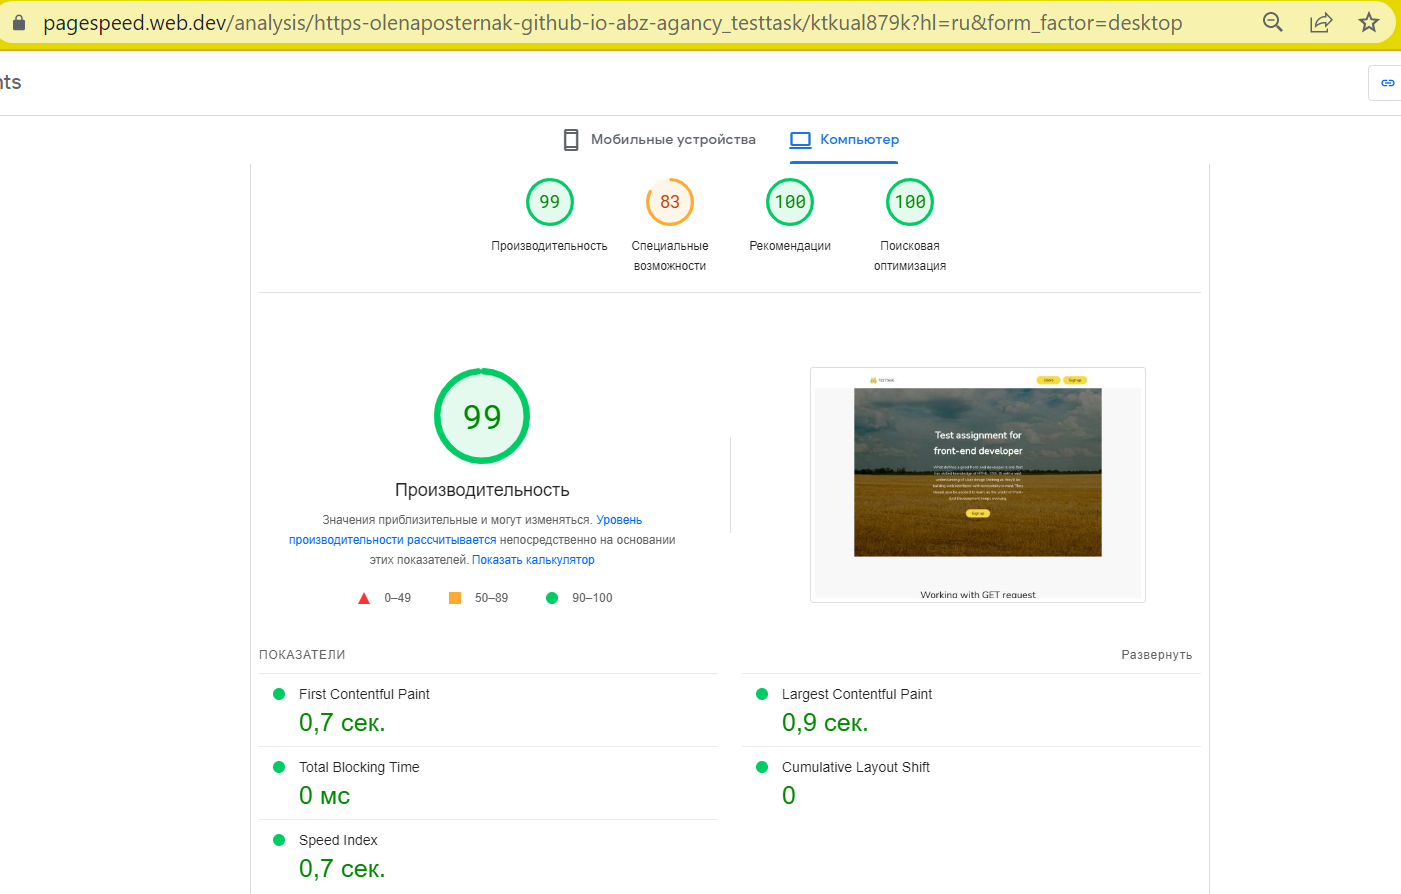 pagespeed.web.dev/analysis/https-olenaposternak-github-io-abz-agancy_testtask/ktkual879k?hl=ru&form_factor=desktop
nts
Мобильные устройства
Компьютер
99
83
100
100
Производительность
Специальные
возможности
Рекомендации
Поисковая
оптимизация
99
Производительность
Значения приблизительные и могут изменяться. Уровень
производительности рассчитывается непосредственно на основании
этих показателей. Показать калькулятор
0–49
50–89
90–100
Users
Sign up
Test assignment for
front-end developer
Sign up
Working with GET request
ПОКАЗАТЕЛИ
Развернуть
First Contentful Paint
0,7 сек.
Largest Contentful Paint
0,9 сек.
Total Blocking Time
0 мс
Cumulative Layout Shift
0
Speed Index
0,7 сек.